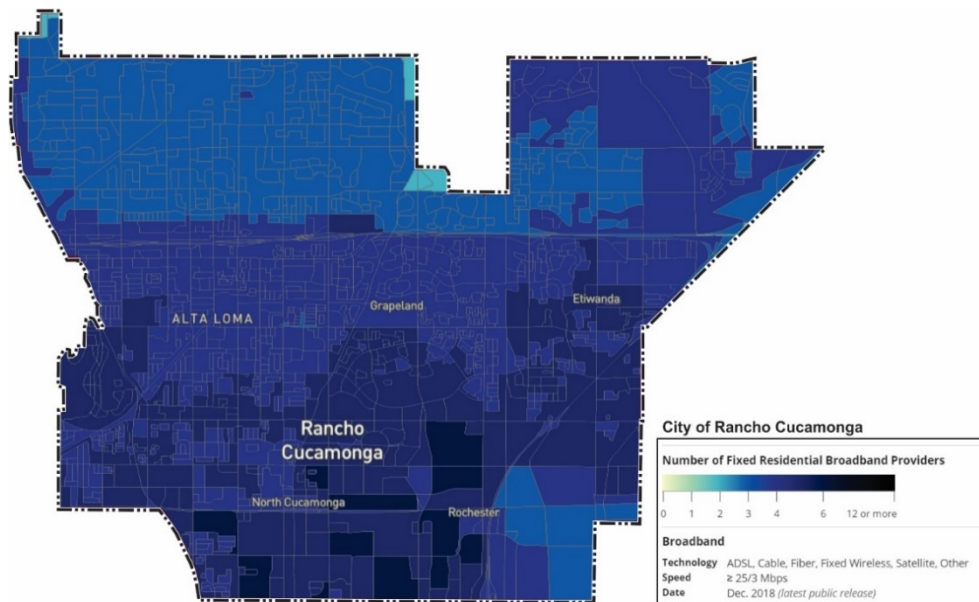 Grapeland
Etiwanda
ALTA LOMA
Rancho
Cucamonga
North Cucamonga
Rochester
City of Rancho Cucamonga
Number of Fixed Residential Broadband Providers
0 1 2 3 4 6 12 or more
Broadband
Technology ADSL, Cable, Fiber, Fixed Wireless, Satellite, Other
Speed ≥ 25/3 Mbps
Date Dec. 2018 (latest public release)